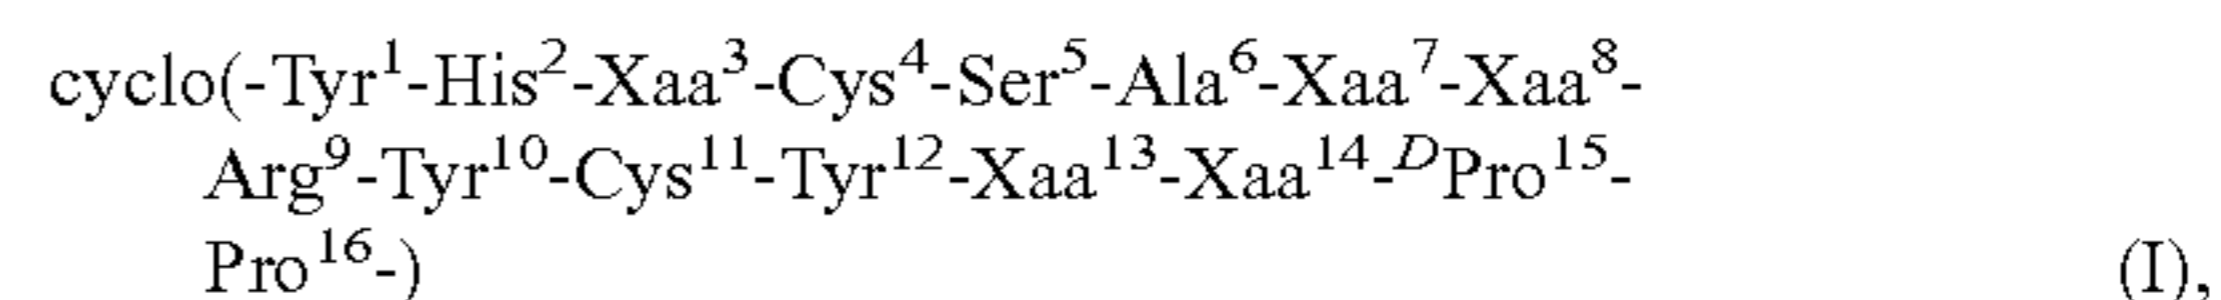 cyclo(-Tyr¹-His²-Xaa³-Cys⁴-Ser⁵-Ala⁶-Xaa⁷-Xaa⁸-
Arg⁹-Tyr¹⁰-Cys¹¹-Tyr¹²-Xaa¹³-Xaa¹⁴-ᴰPro¹⁵-
Pro¹⁶-) (I),